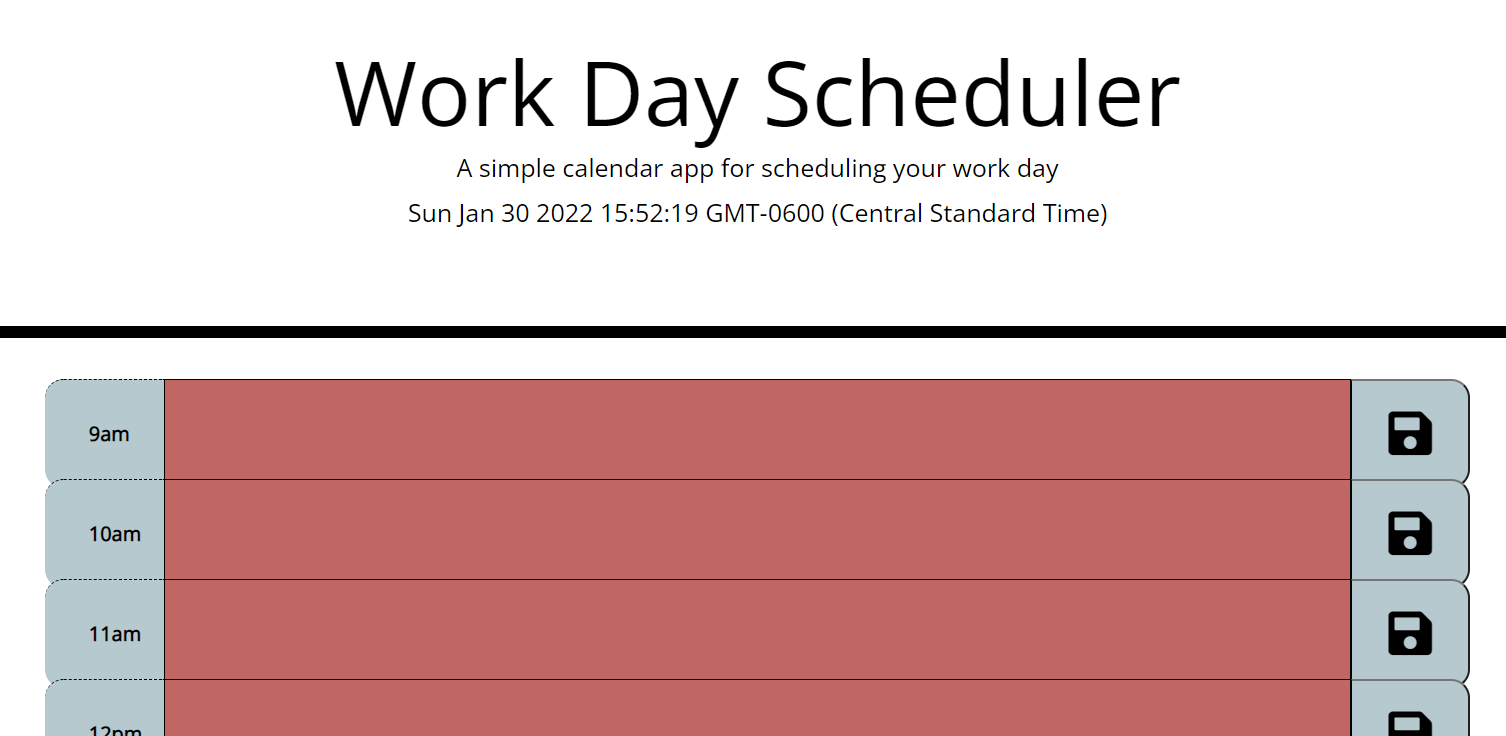 Work Day Scheduler
A simple calendar app for scheduling your work day
Sun Jan 30 2022 15:52:19 GMT-0600 (Central Standard Time)
9am
10am
11am
12pm